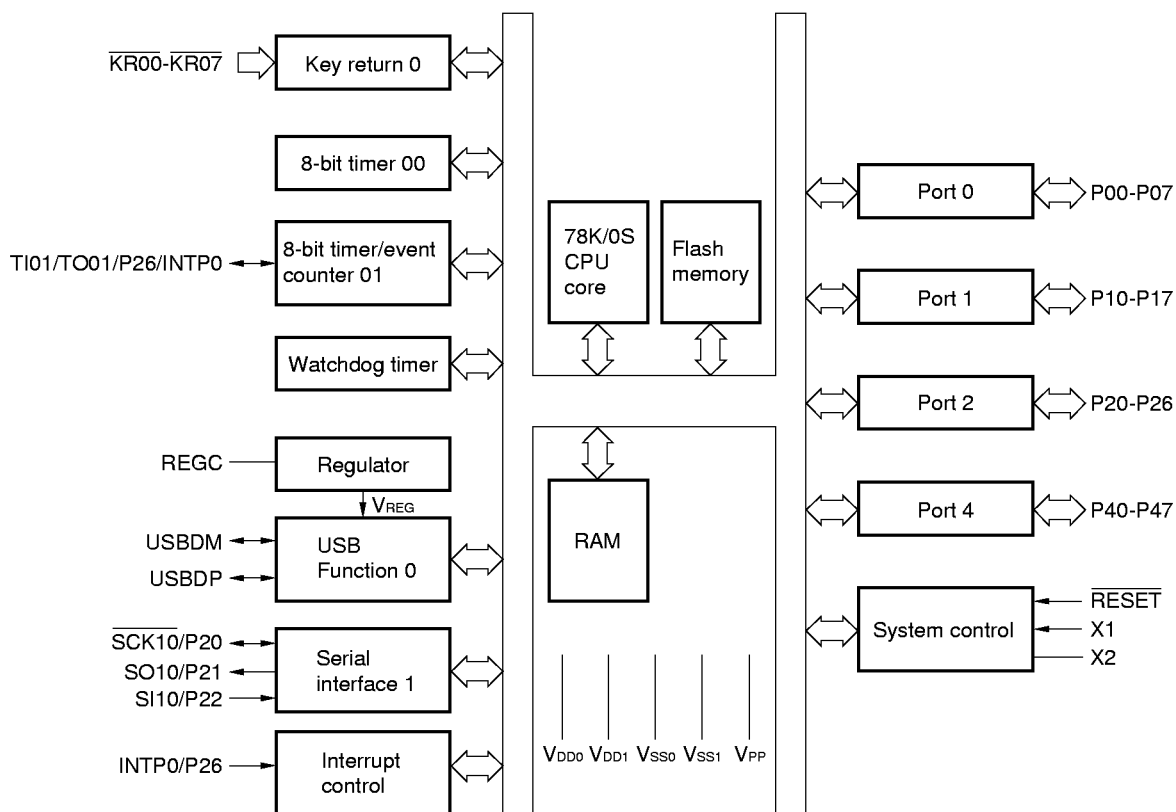 KR00-KR07
Key return 0
8-bit timer 00
TI01/TO01/P26/INTP0
8-bit timer/event
counter 01
Watchdog timer
REGC
Regulator
VREG
USBDM
USBDP
USB
Function 0
SCK10/P20
SO10/P21
SI10/P22
Serial
interface 1
INTP0/P26
Interrupt
control
78K/0S
CPU
core
Flash
memory
RAM
VDD0 VDD1 VSS0 VSS1 VPP
Port 0
P00-P07
Port 1
P10-P17
Port 2
P20-P26
Port 4
P40-P47
System control
RESET
X1
X2